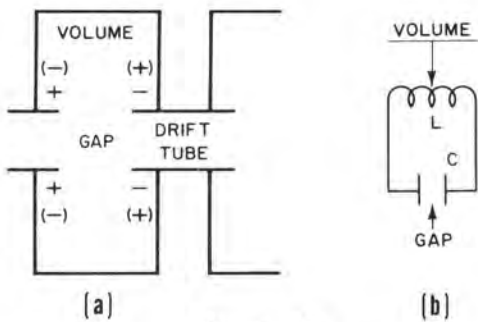 VOLUME
(−) (+)
+ −
GAP DRIFT
TUBE
+ −
(−) (+)
(a)
VOLUME
L
C
GAP
(b)